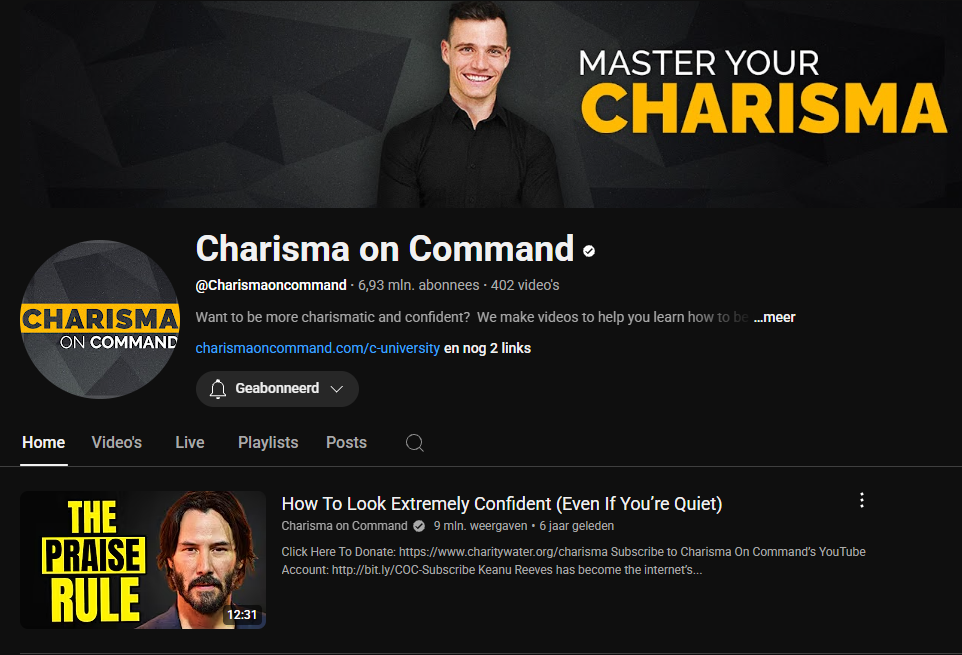 MASTER YOUR
CHARISMA
CHARISMA
ON COMMAND
Charisma on Command
@Charismaoncommand · 6,93 mln. abonnees · 402 video's
Want to be more charismatic and confident? We make videos to help you learn how to be ...meer
charismaoncommand.com/c-university en nog 2 links
Geabonneerd
Home Video's Live Playlists Posts
THE
PRAISE
RULE
12:31
How To Look Extremely Confident (Even If You’re Quiet)
Charisma on Command 9 mln. weergaven • 6 jaar geleden
Click Here To Donate: https://www.charitywater.org/charisma Subscribe to Charisma On Command's YouTube
Account: http://bit.ly/COC-Subscribe Keanu Reeves has become the internet's...